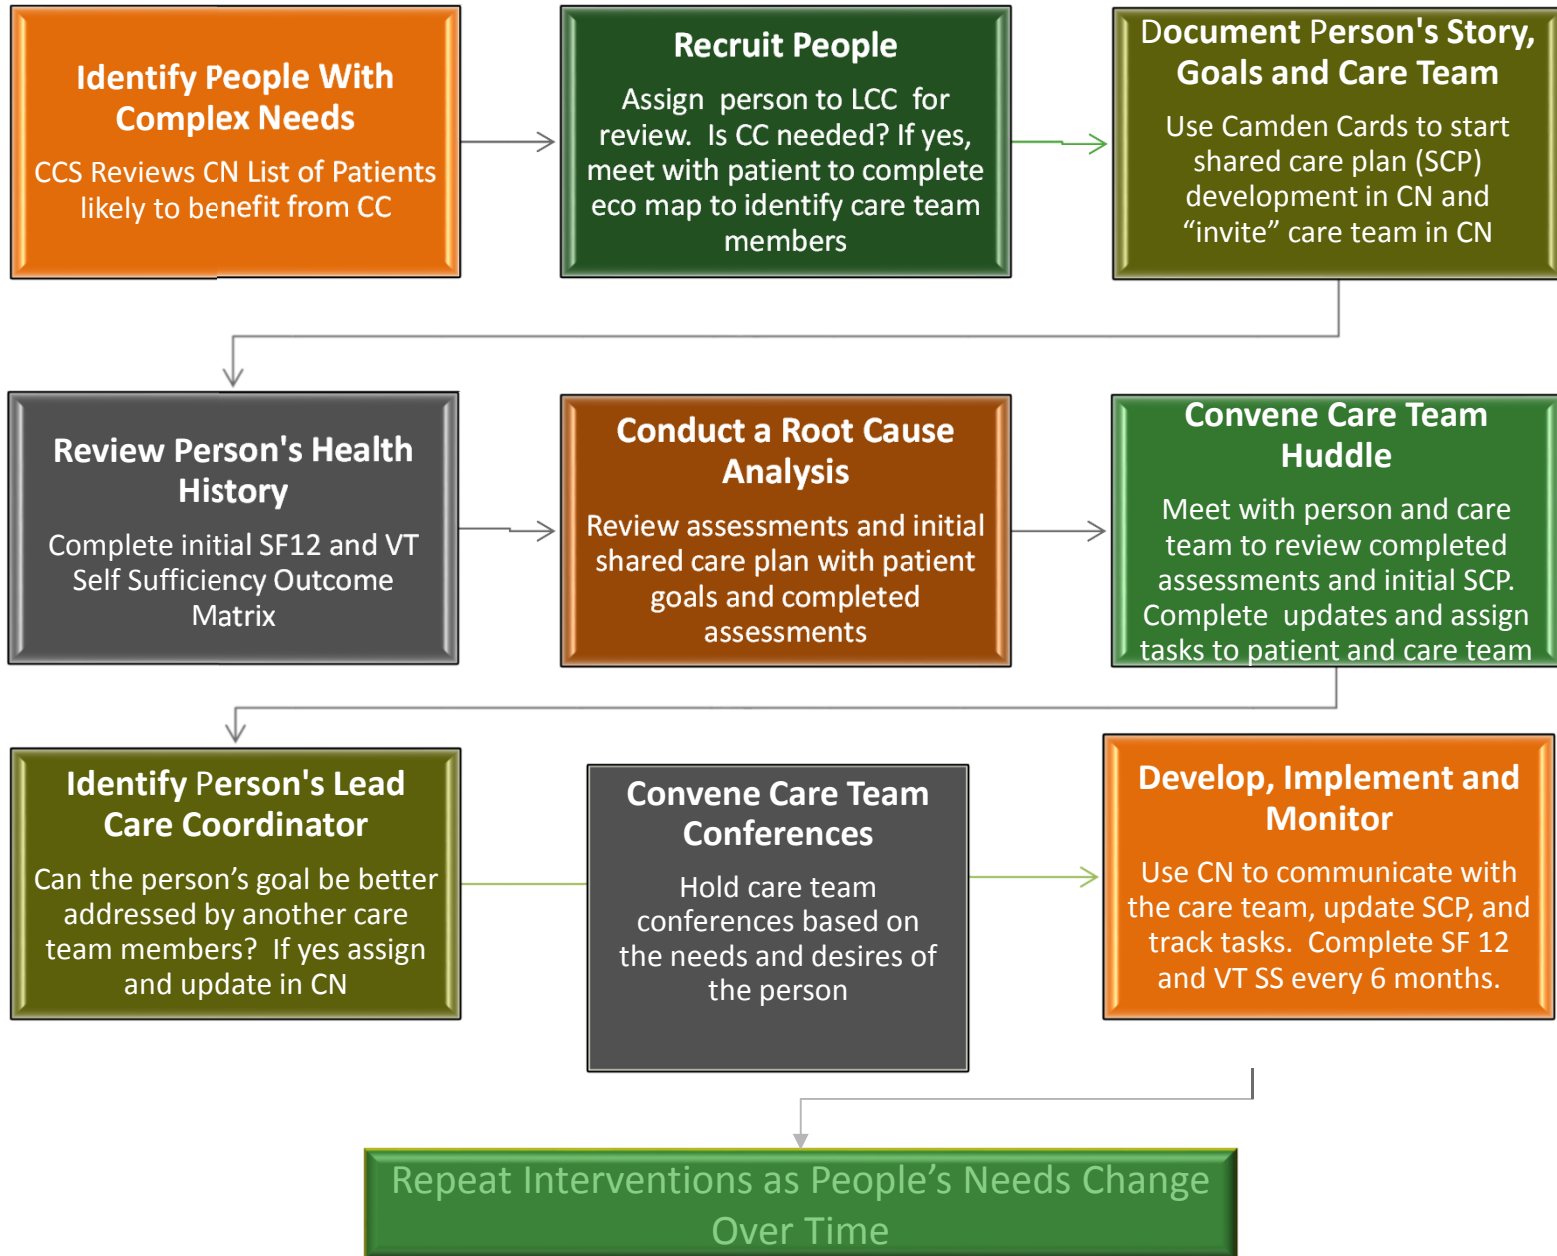 Identify People With
Complex Needs
CCS Reviews CN List of Patients
likely to benefit from CC
Recruit People
Assign person to LCC for
review. Is CC needed? If yes,
meet with patient to complete
eco map to identify care team
members
Document Person's Story,
Goals and Care Team
Use Camden Cards to start
shared care plan (SCP)
development in CN and
“invite” care team in CN
Review Person's Health
History
Complete initial SF12 and VT
Self Sufficiency Outcome
Matrix
Conduct a Root Cause
Analysis
Review assessments and initial
shared care plan with patient
goals and completed
assessments
Convene Care Team
Huddle
Meet with person and care
team to review completed
assessments and initial SCP.
Complete updates and assign
tasks to patient and care team
Identify Person's Lead
Care Coordinator
Can the person’s goal be better
addressed by another care
team members? If yes assign
and update in CN
Convene Care Team
Conferences
Hold care team
conferences based on
the needs and desires of
the person
Develop, Implement and
Monitor
Use CN to communicate with
the care team, update SCP, and
track tasks. Complete SF 12
and VT SS every 6 months.
Repeat Interventions as People’s Needs Change
Over Time